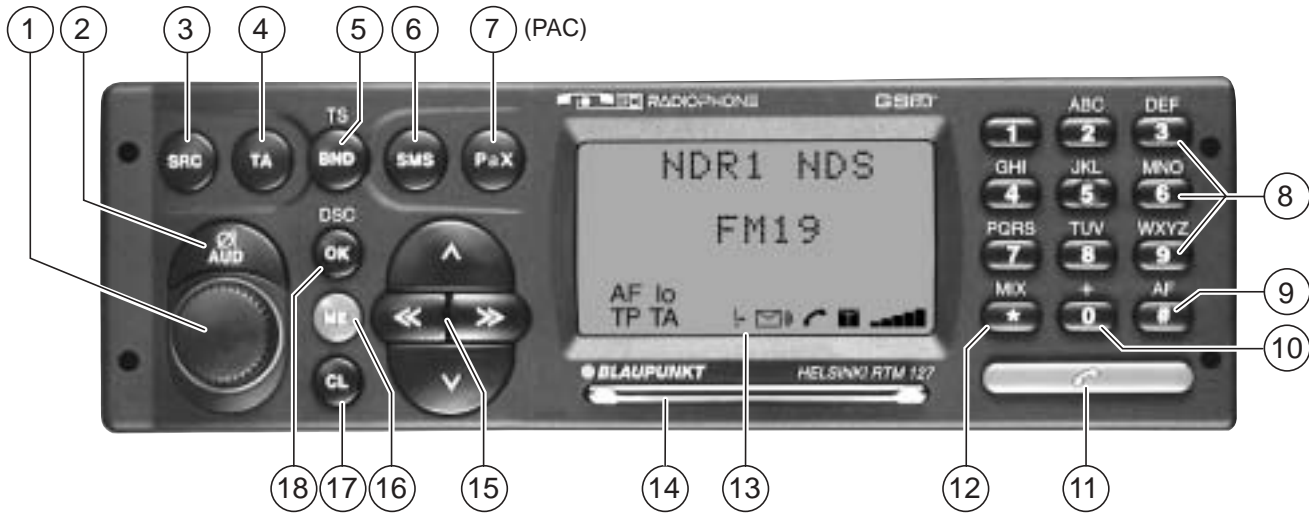 1 2 3 4 5 6 7 (PAC)
RADIOPHONE GSM
TS
SRC TA BND SMS P
X
NDR1 NDS
FM19
AF lo
TP TA
DSC
AUD OK
CL
BLAUPUNKT HELSINKI RTM 127
ABC DEF
1 2 3
GHI JKL MNO
4 5 6
PQRS TUV WXYZ
7 8 9
MIX + AF
* 0 #
8
9
10
18 17 16 15 14 13 12 11